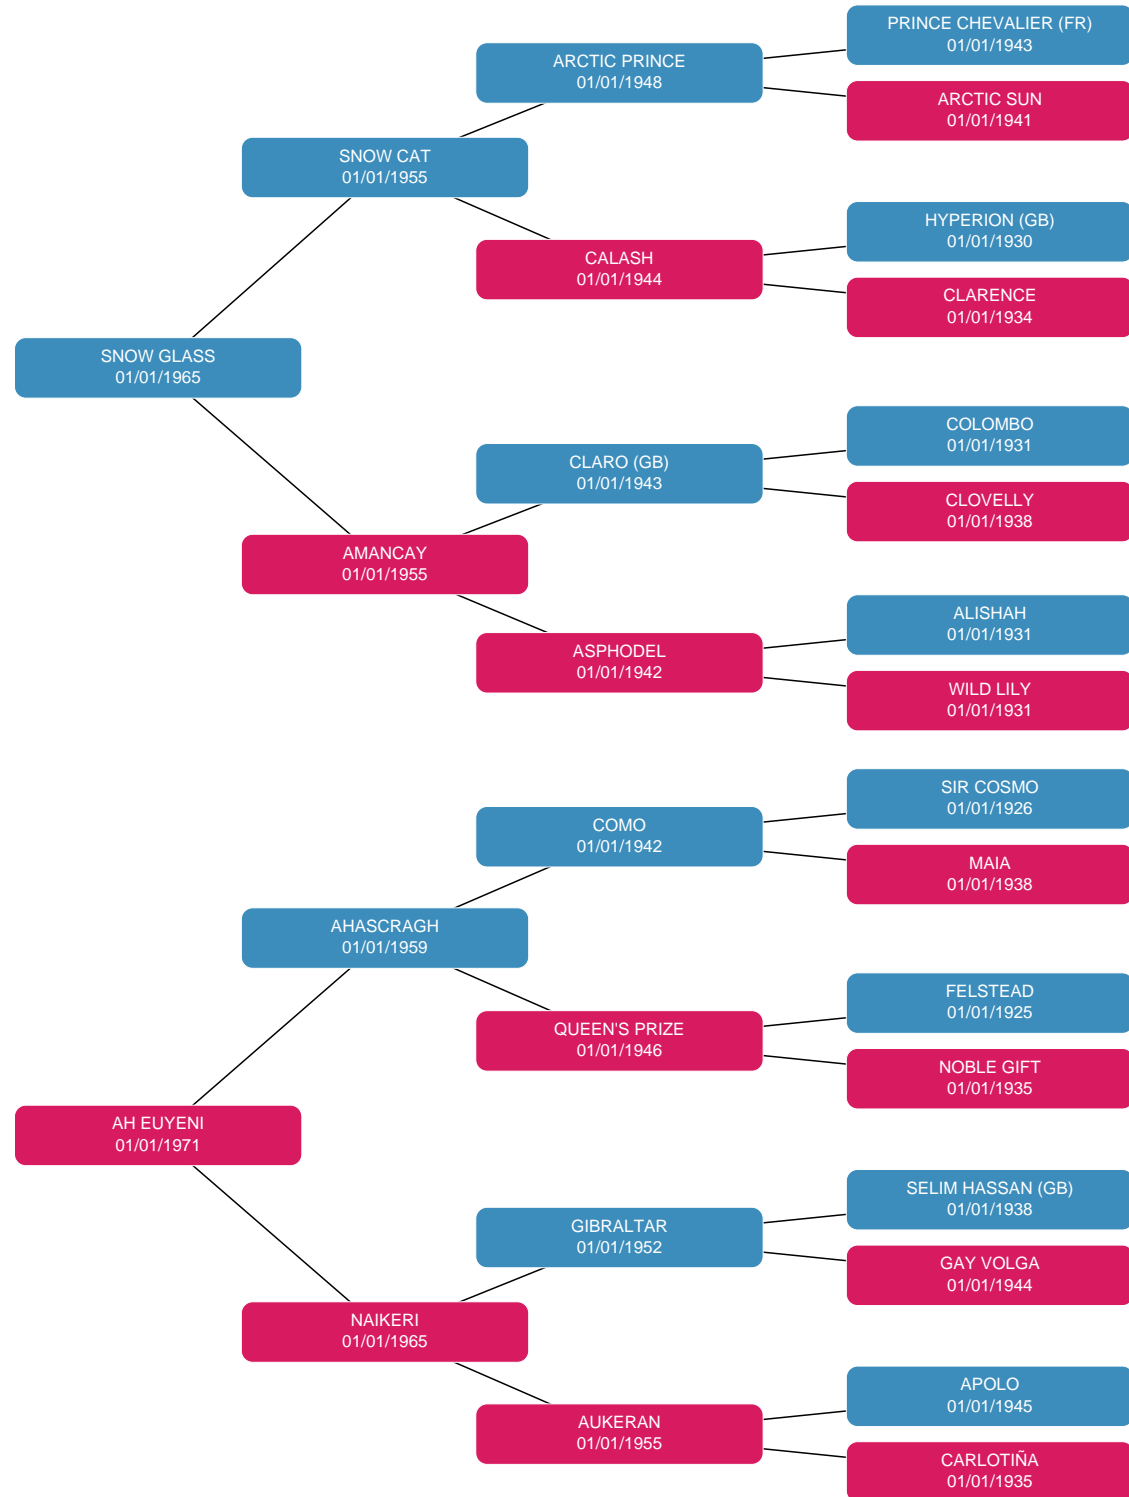 PRINCE CHEVALIER (FR)
01/01/1943
ARCTIC PRINCE
01/01/1948
ARCTIC SUN
01/01/1941
SNOW CAT
01/01/1955
HYPERION (GB)
01/01/1930
CALASH
01/01/1944
CLARENCE
01/01/1934
SNOW GLASS
01/01/1965
COLOMBO
01/01/1931
CLARO (GB)
01/01/1943
CLOVELLY
01/01/1938
AMANCAY
01/01/1955
ALISHAH
01/01/1931
ASPHODEL
01/01/1942
WILD LILY
01/01/1931
SIR COSMO
01/01/1926
COMO
01/01/1942
MAIA
01/01/1938
AHASCRAGH
01/01/1959
FELSTEAD
01/01/1925
QUEEN'S PRIZE
01/01/1946
NOBLE GIFT
01/01/1935
AH EUYENI
01/01/1971
SELIM HASSAN (GB)
01/01/1938
GIBRALTAR
01/01/1952
GAY VOLGA
01/01/1944
NAIKERI
01/01/1965
APOLO
01/01/1945
AUKERAN
01/01/1955
CARLOTIÑA
01/01/1935